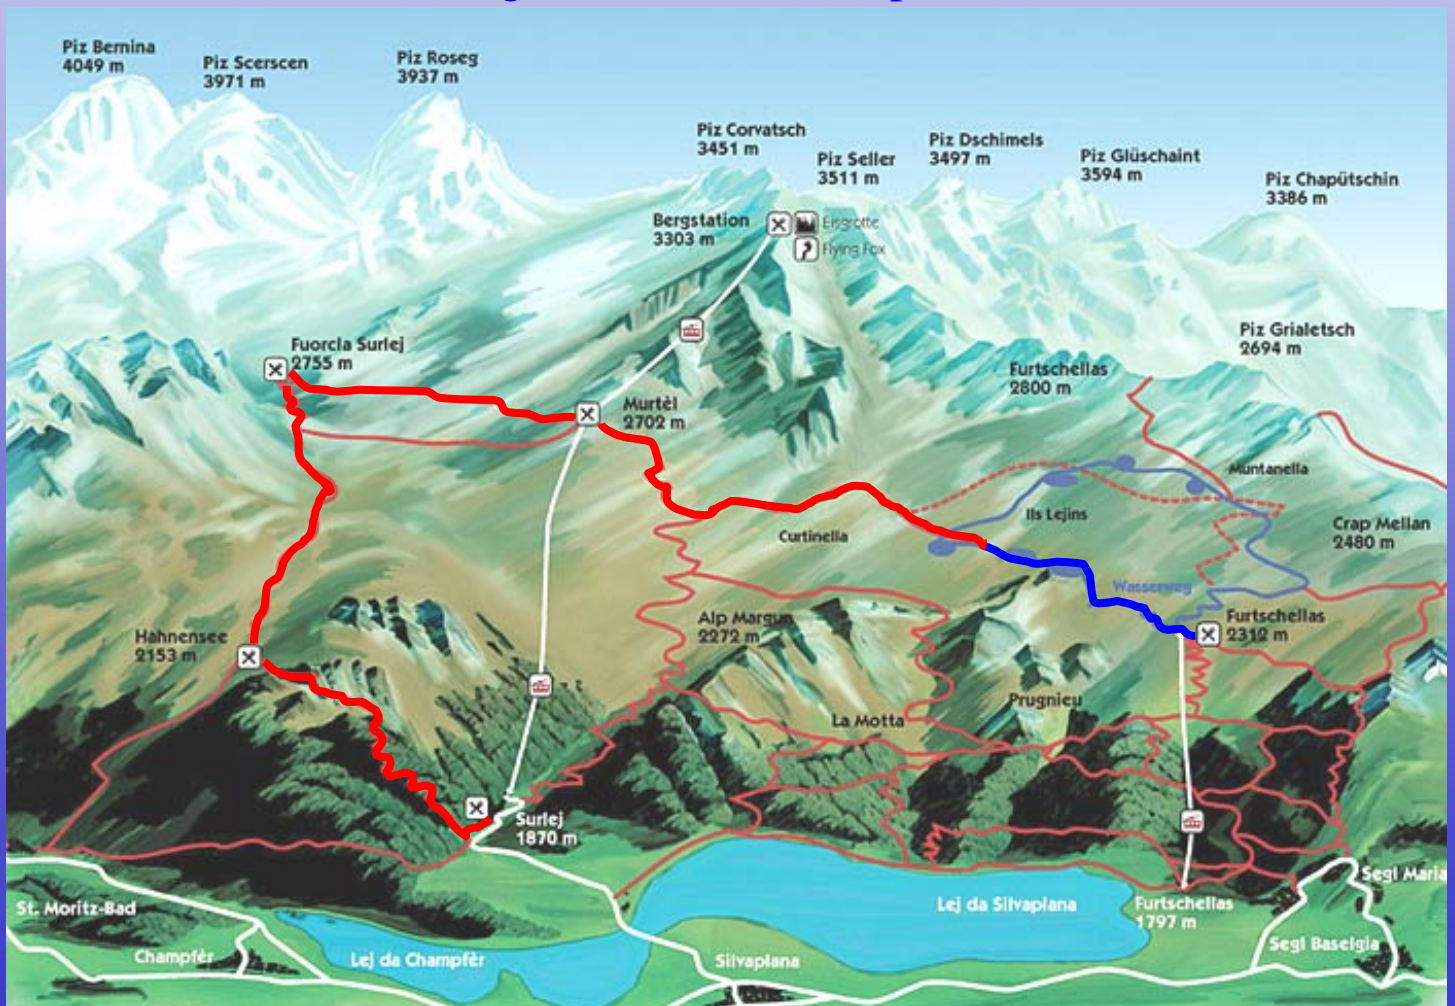 Piz Bernina
4049 m
Piz Scerscen
3971 m
Piz Roseg
3937 m
Piz Corvatsch
3451 m
Piz Seller
3511 m
Piz Dschimels
3497 m
Piz Glüschaint
3594 m
Piz Chapütschin
3386 m
Bergstation
3303 m
Eisgrotte
Flying Fox
Fuorcla Surlej
2755 m
Murtèl
2702 m
Furtschellas
2800 m
Piz Grialetsch
2694 m
Muntanella
Ils Lejins
Curtinella
Crap Mellan
2480 m
Wasserweg
Hahnensee
2153 m
Alp Margun
2272 m
Furtschellas
2312 m
La Motta
Prugnieu
Surlej
1870 m
St. Moritz-Bad
Champfèr
Lej da Champfèr
Silvaplana
Lej da Silvaplana
Furtschellas
1797 m
Segl Maria
Segl Baselgia